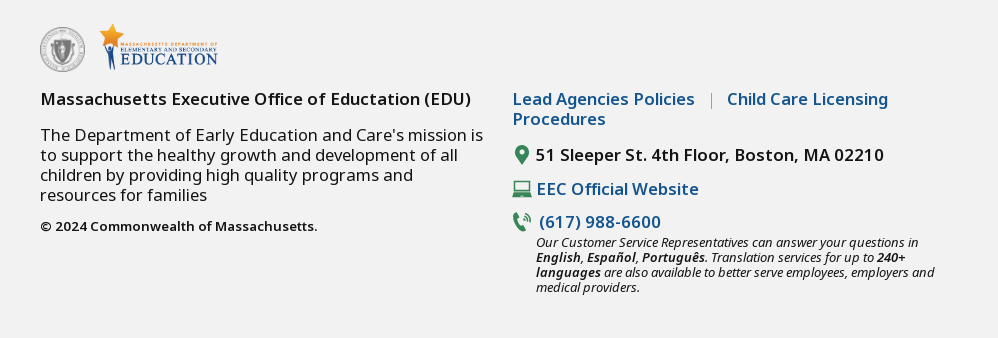 MASSACHUSETTS DEPARTMENT OF
ELEMENTARY AND SECONDARY
EDUCATION
Massachusetts Executive Office of Eductation (EDU)
The Department of Early Education and Care's mission is
to support the healthy growth and development of all
children by providing high quality programs and
resources for families
© 2024 Commonwealth of Massachusetts.
Lead Agencies Policies | Child Care Licensing
Procedures
51 Sleeper St. 4th Floor, Boston, MA 02210
EEC Official Website
(617) 988-6600
Our Customer Service Representatives can answer your questions in
English, Español, Português. Translation services for up to 240+
languages are also available to better serve employees, employers and
medical providers.